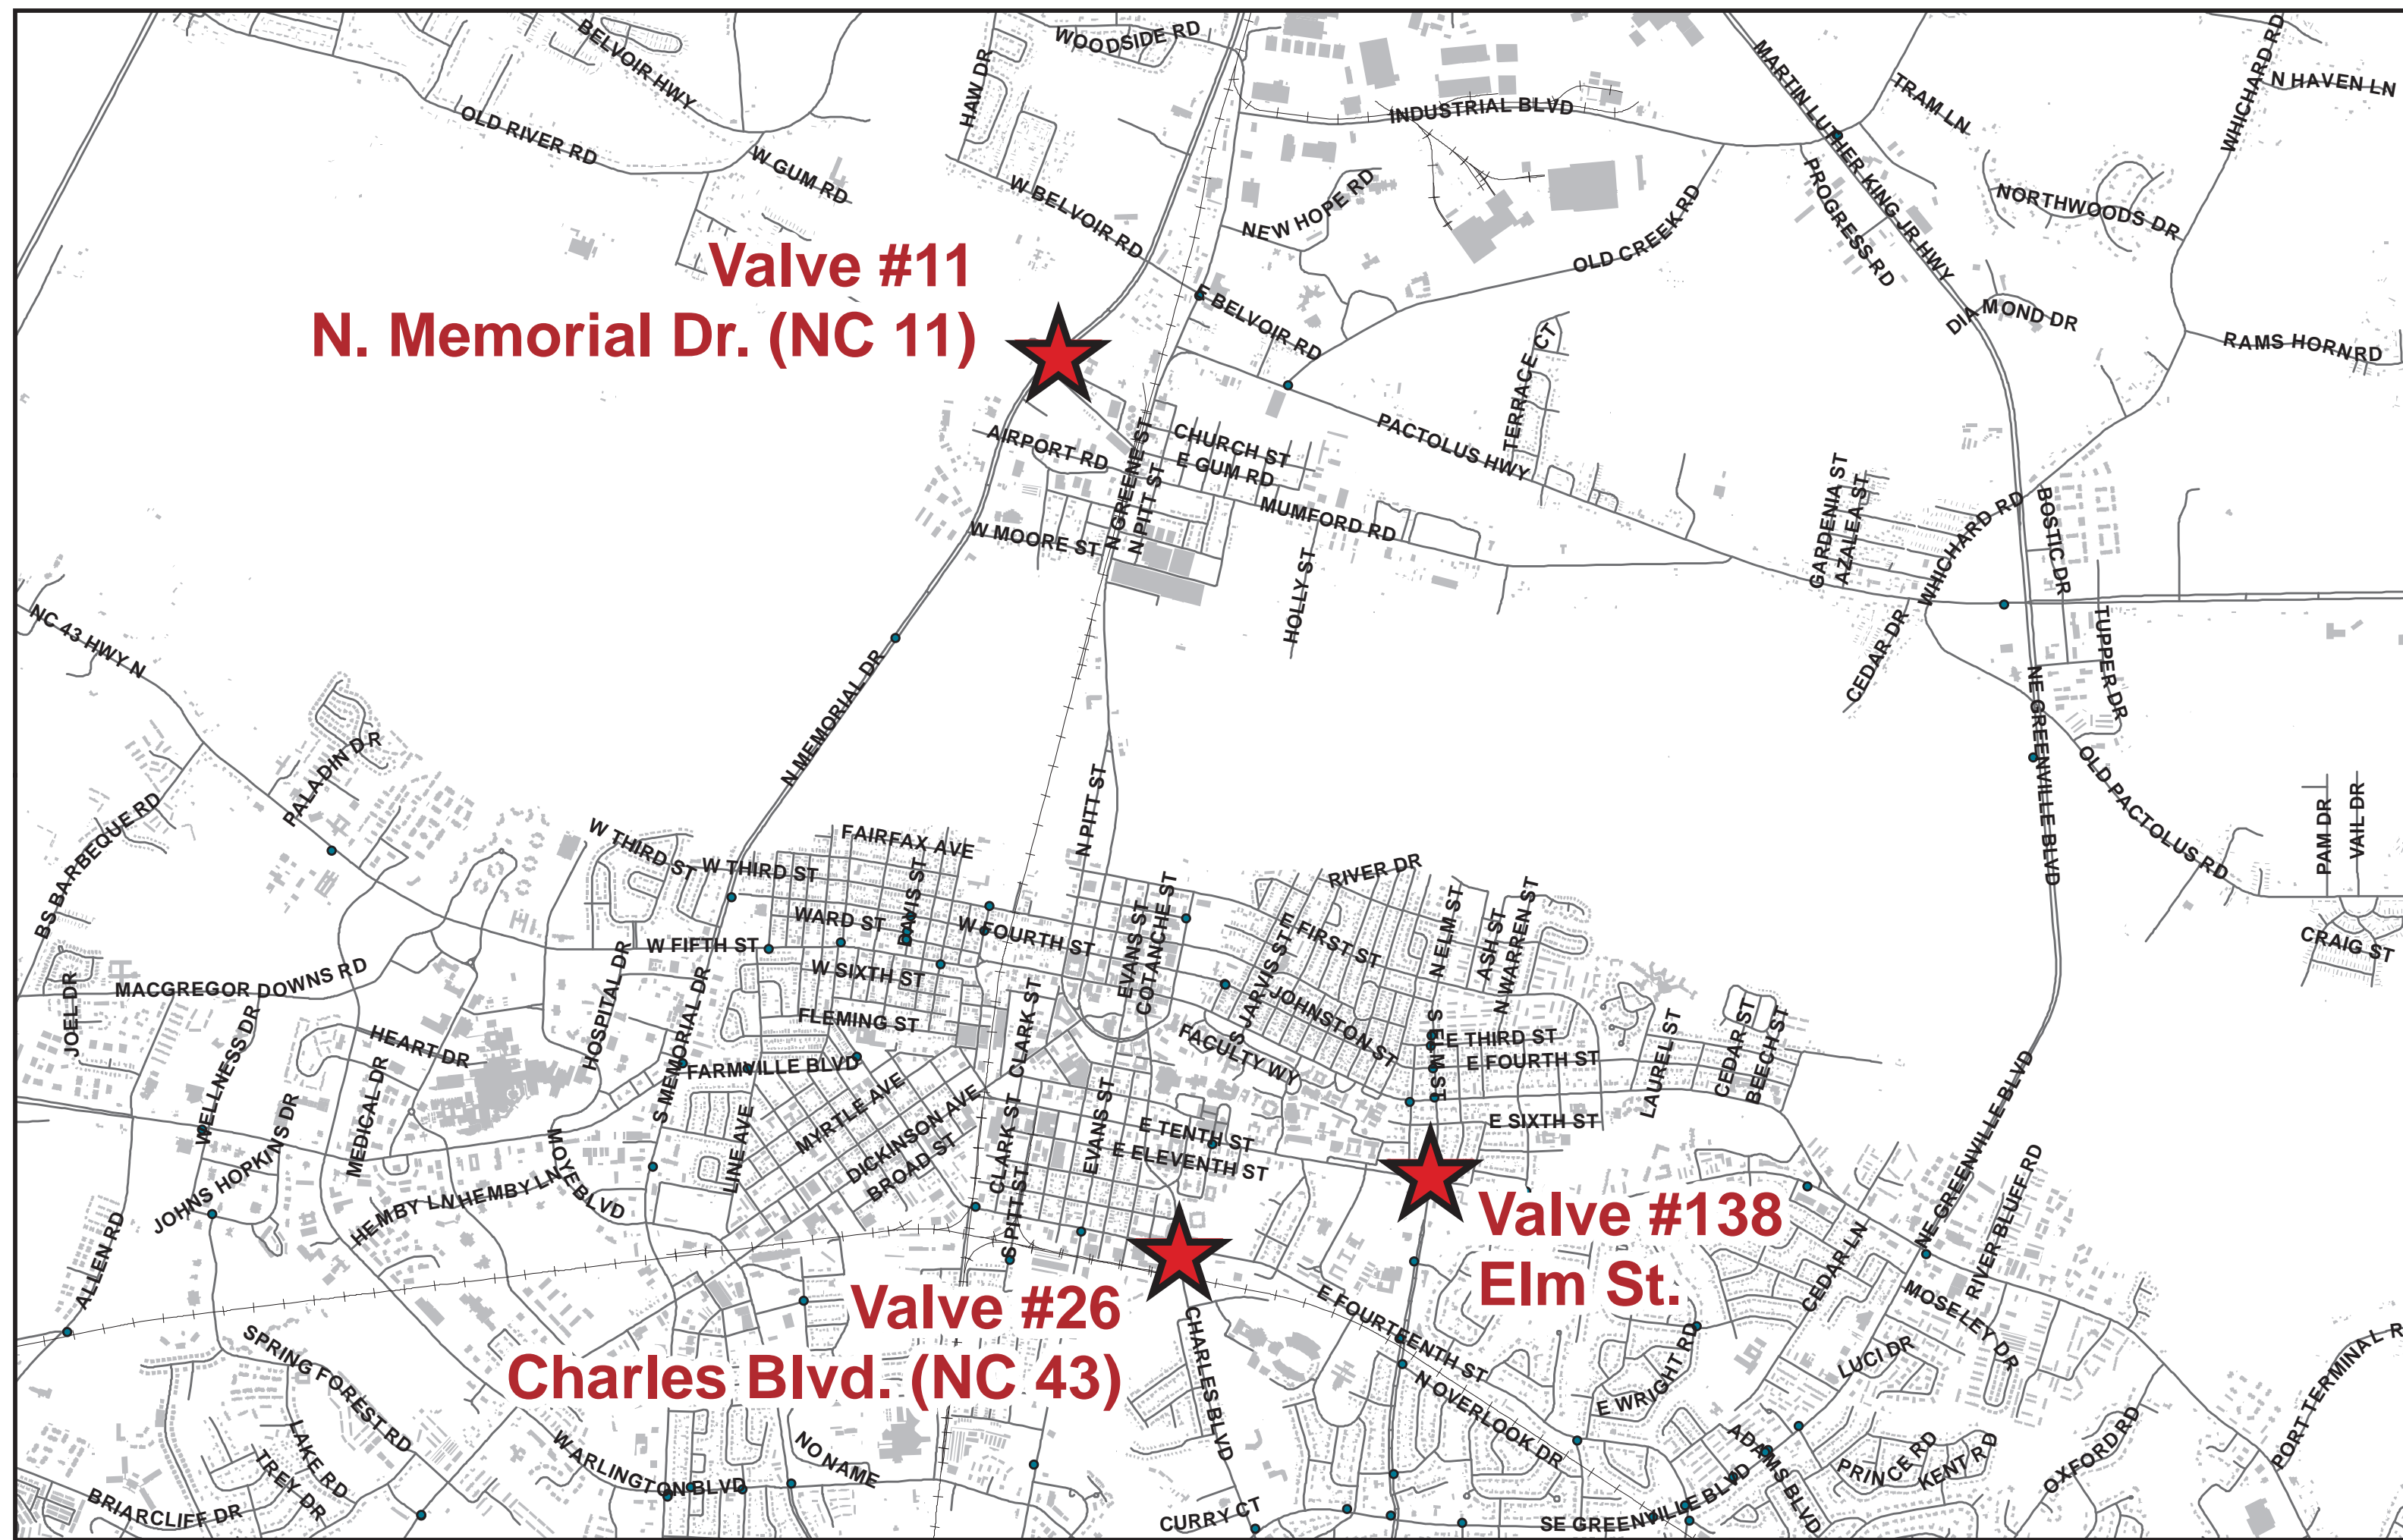 BELVOIR HWY
WOODSIDE RD
HAW DR
OLD RIVER RD
W GUM RD
W BELVOIR RD
INDUSTRIAL BLVD
NEW HOPE RD
OLD CREEK RD
MARTIN LUTHER KING JR HWY
TRAM LN
WHICHARD RD
N HAVEN LN
PROGRESS RD
NORTHWOODS DR
DIAMOND DR
RAMS HORN RD
Valve #11
N. Memorial Dr. (NC 11)
E BELVOIR RD
TERRACE CT
PACTOLUS HWY
AIRPORT RD
CHURCH ST
E GUM RD
N GREENE ST
N PITT ST
MUMFORD RD
W MOORE ST
HOLLY ST
GARDENIA ST
AZALEA ST
WHICHARD RD
BOSTIC DR
CEDAR DR
TUPPER DR
NC 43 HWY N
N MEMORIAL DR
NE GREENVILLE BLVD
OLD PACTOLUS RD
PAM DR
VAIL DR
CRAIG ST
PALADIN DR
BS BARBEQUE RD
N PITT ST
W THIRD ST
W THIRD ST
FAIRFAX AVE
WARD ST
DAVIS ST
W FOURTH ST
W FIFTH ST
W SIXTH ST
FLEMING ST
EVANS ST
COTANCHE ST
RIVER DR
E FIRST ST
N ELM ST
ASH ST
N WARREN ST
S JARVIS ST
JOHNSTON ST
FACULTY WY
S ELM ST
E THIRD ST
E FOURTH ST
E SIXTH ST
LAUREL ST
CEDAR ST
BEECH ST
NE GREENVILLE BLVD
MACGREGOR DOWNS RD
JOEL DR
WELLNESS DR
HEART DR
MEDICAL DR
HOSPITAL DR
S MEMORIAL DR
FARMVILLE BLVD
LINE AVE
MYRTLE AVE
DICKINSON AVE
BROAD ST
CLARK ST
CLARK ST
S PITT ST
EVANS ST
E TENTH ST
E ELEVENTH ST
JOHNS HOPKINS DR
HEMBY LN
HEMBY LN
MOYE BLVD
ALLEN RD
Valve #138
Elm St.
Valve #26
Charles Blvd. (NC 43)
CHARLES BLVD
E FOURTEENTH ST
N OVERLOOK DR
E WRIGHT RD
CEDAR LN
NE GREENVILLE BLVD
RIVER BLUFF RD
MOSELEY DR
LUCI DR
PORT TERMINAL R
SPRING FOREST RD
LAKE RD
TREY DR
BRIARCLIFF DR
W ARLINGTON BLVD
NO NAME
CURRY CT
SE GREENVILLE BLVD
ADAMS BLVD
PRINCE RD
KENT RD
OXFORD RD